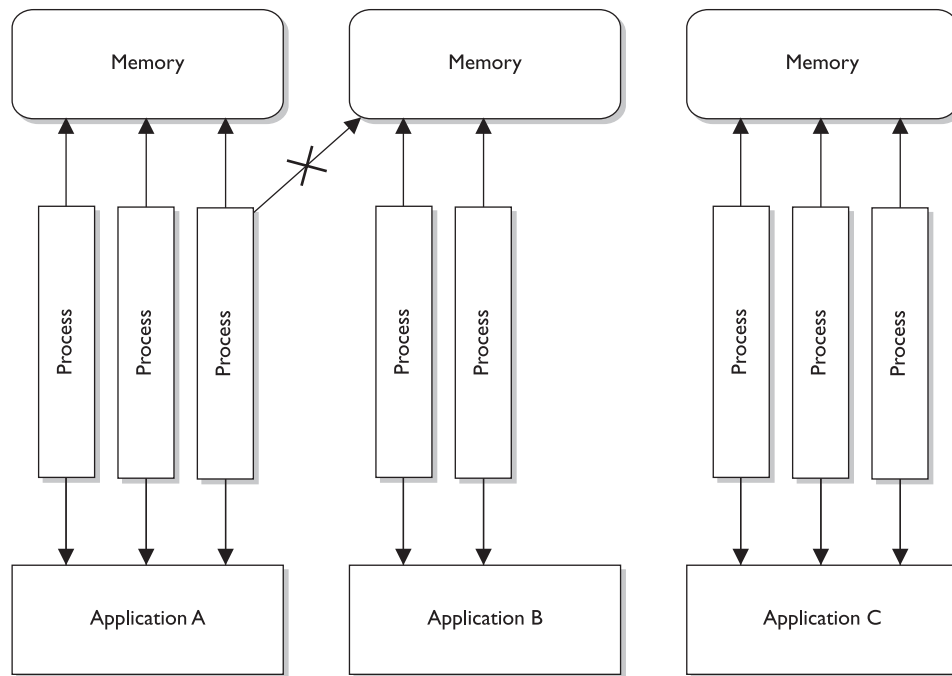 Memory
Memory
Memory
Process
Process
Process
Process
Process
Process
Process
Process
Application A
Application B
Application C